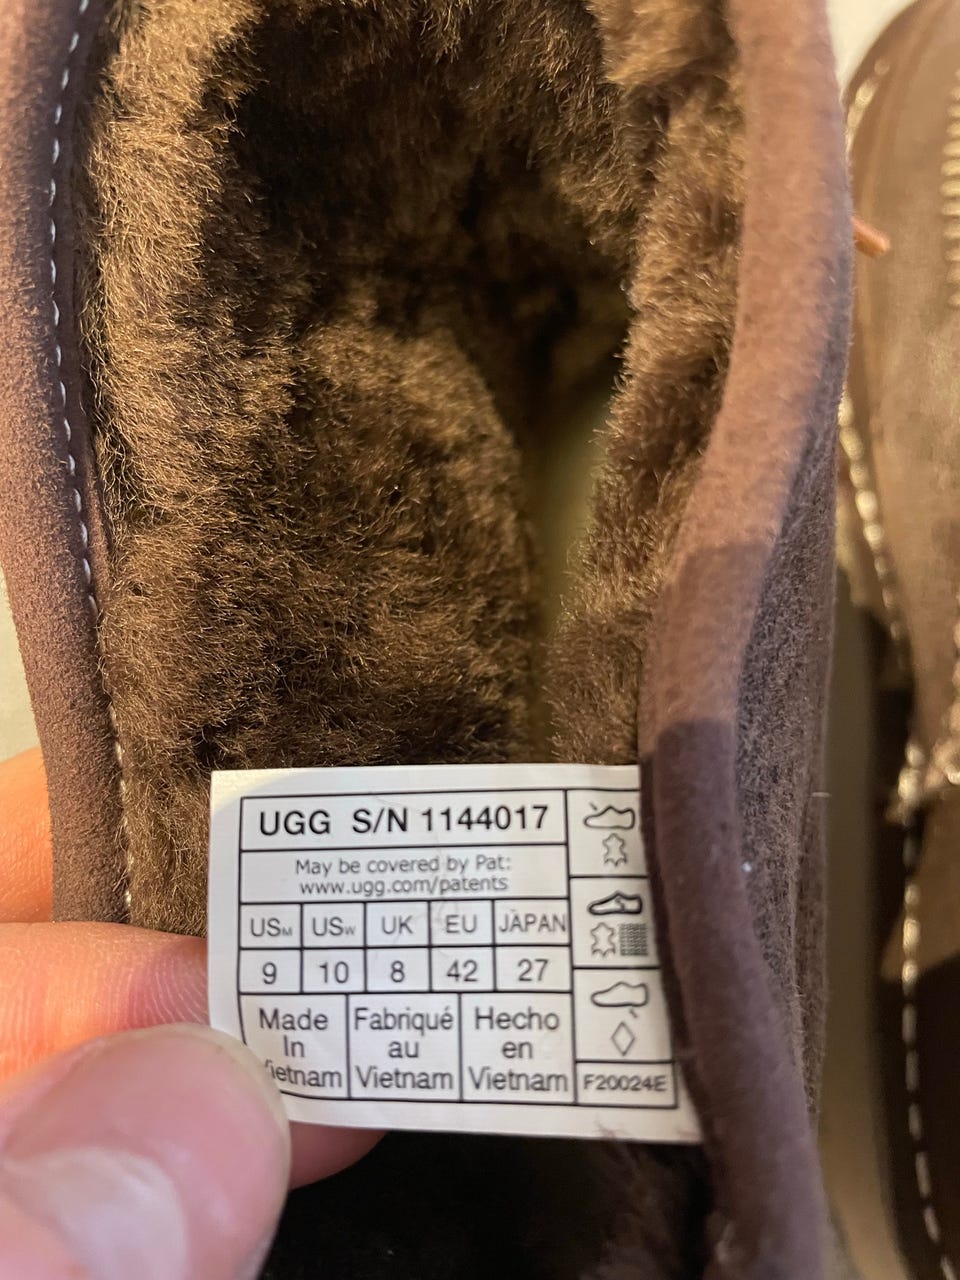 UGG S/N 1144017
May be covered by Pat:
www.ugg.com/patents
USM USW UK EU JAPAN
9 10 8 42 27
Made Fabriqué Hecho
In au en
Vietnam Vietnam Vietnam
F20024E